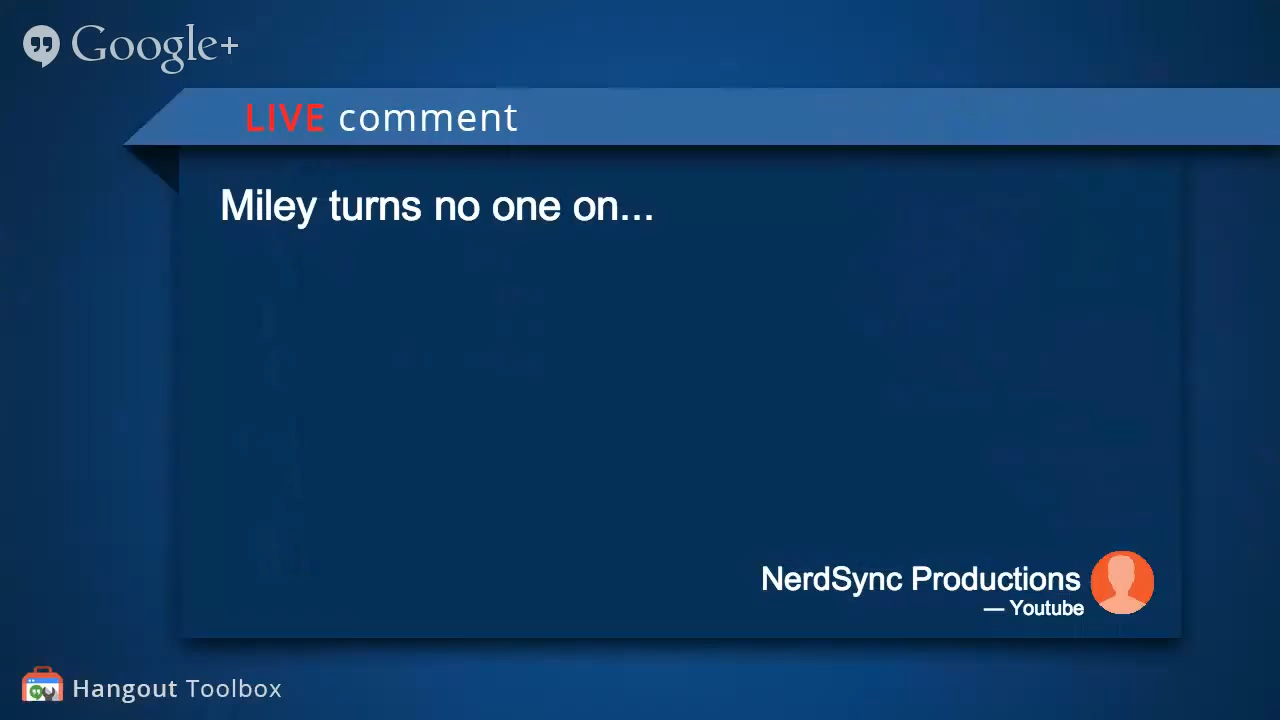 Google+
LIVE comment
Miley turns no one on...
NerdSync Productions
— Youtube
Hangout Toolbox